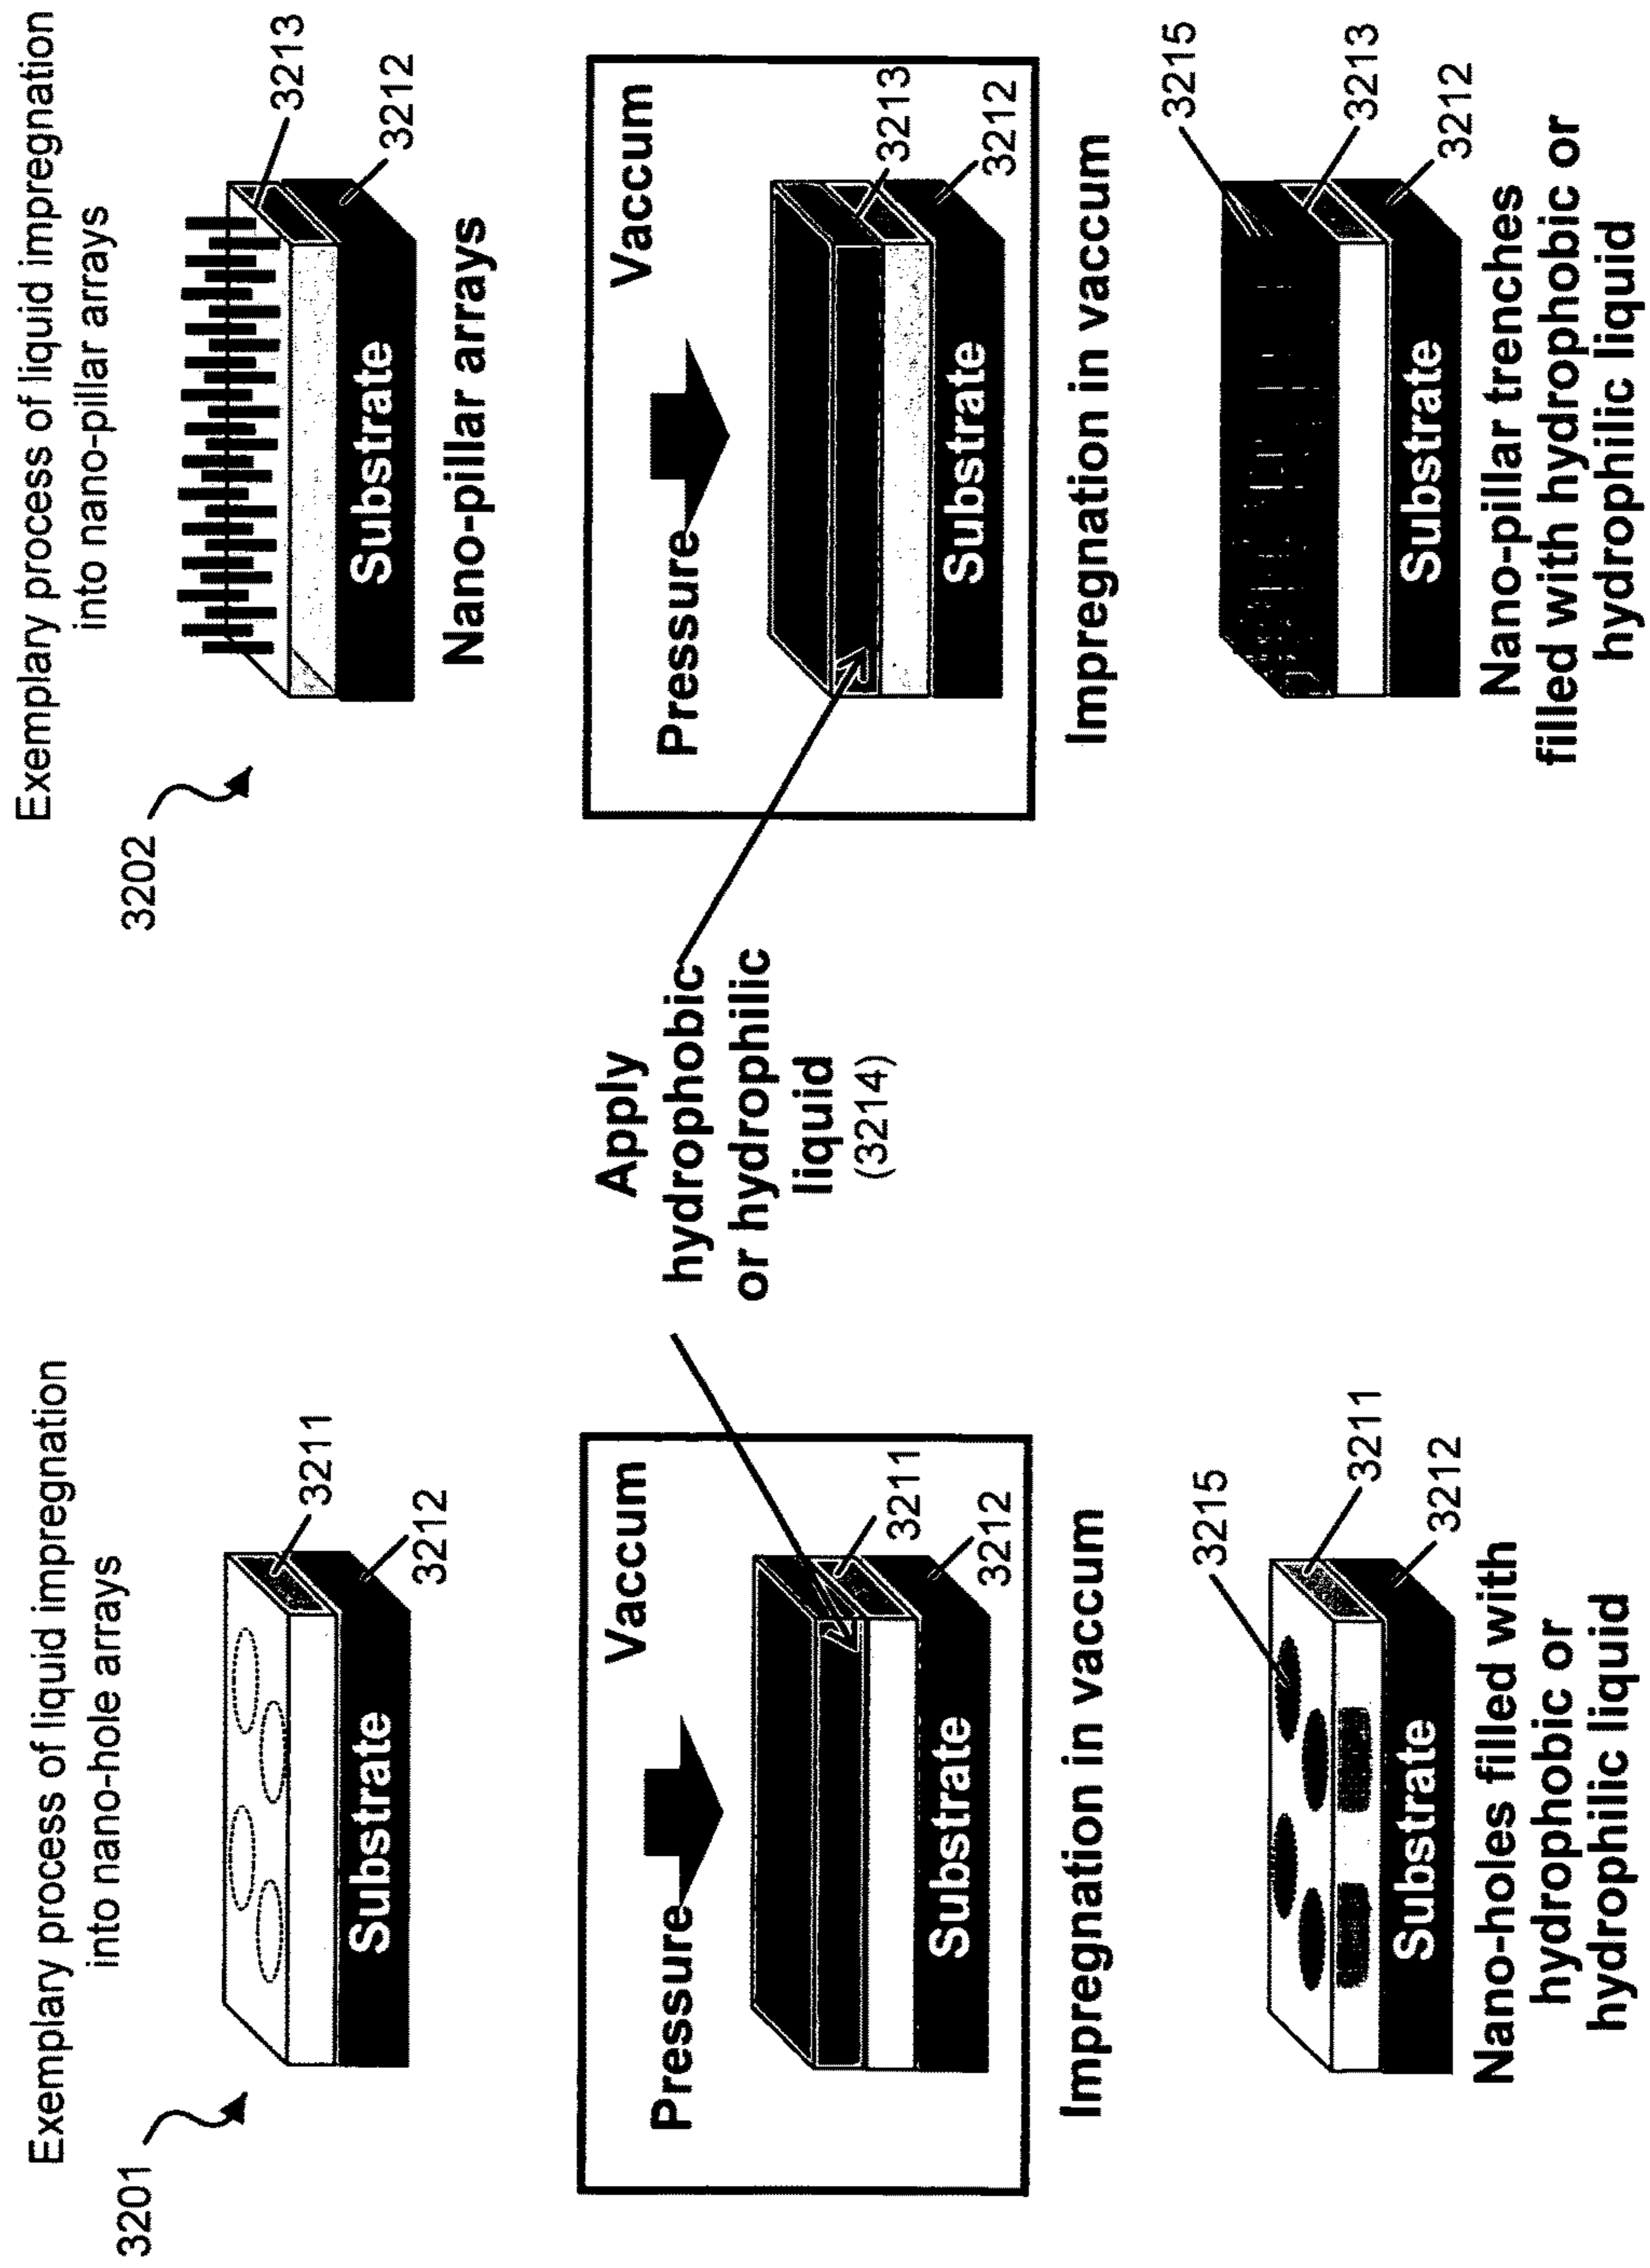 Exemplary process of liquid impregnation
into nano-hole arrays
3201
3211
3212
Substrate
Pressure
Vaccum
3211
3212
Substrate
Impregnation in vaccum
3215
3211
3212
Substrate
Nano-holes filled with
hydrophobic or
hydrophilic liquid
Apply
hydrophobic
or hydrophilic
liquid
(3214)
Exemplary process of liquid impregnation
into nano-pillar arrays
3202
3213
3212
Substrate
Nano-pillar arrays
Pressure
Vaccum
3213
3212
Substrate
Impregnation in vaccum
3215
3213
3212
Substrate
Nano-pillar trenches
filled with hydrophobic or
hydrophilic liquid